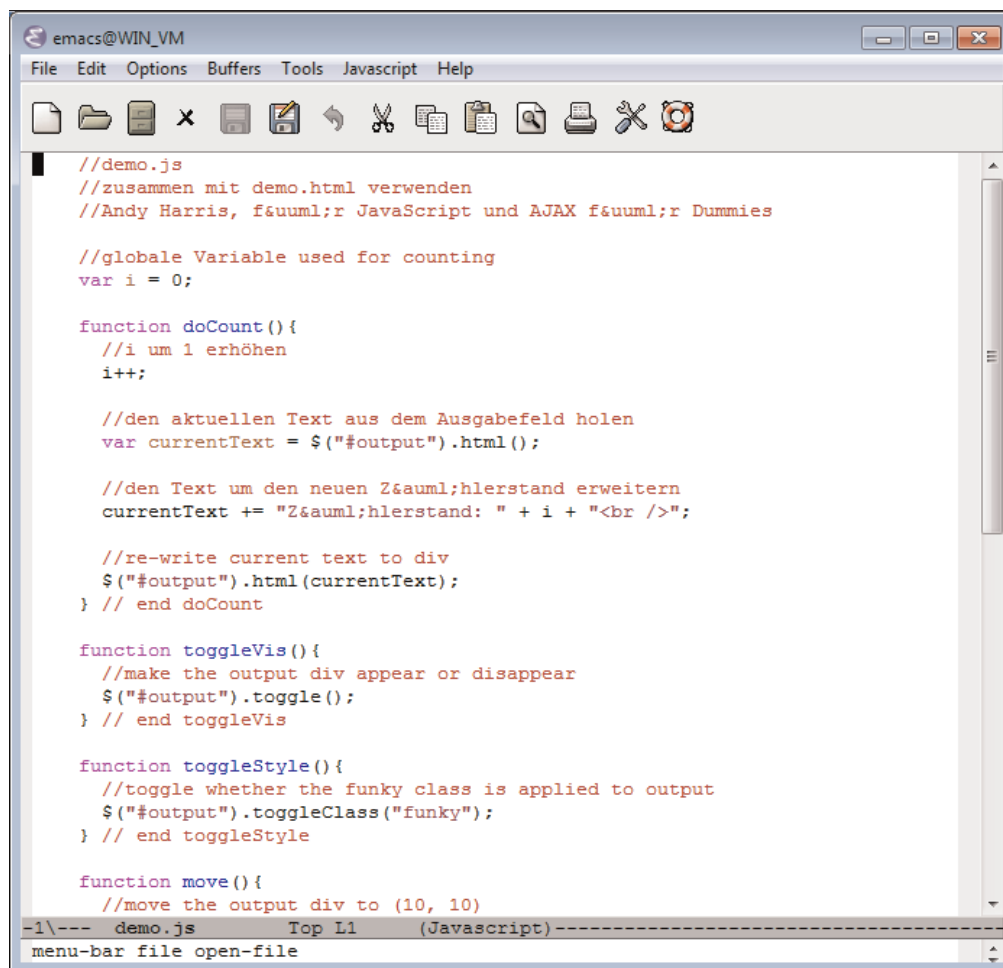 emacs@WIN_VM
File Edit Options Buffers Tools Javascript Help
//demo.js
//zusammen mit demo.html verwenden
//Andy Harris, f&uuml;r JavaScript und AJAX f&uuml;r Dummies
//globale Variable used for counting
var i = 0;
function doCount(){
//i um 1 erhöhen
i++;
//den aktuellen Text aus dem Ausgabefeld holen
var currentText = $("#output").html();
//den Text um den neuen Z&auml;hlerstand erweitern
currentText += "Z&auml;hlerstand: " + i + "<br />";
//re-write current text to div
$("#output").html(currentText);
} // end doCount
function toggleVis(){
//make the output div appear or disappear
$("#output").toggle();
} // end toggleVis
function toggleStyle(){
//toggle whether the funky class is applied to output
$("#output").toggleClass("funky");
} // end toggleStyle
function move(){
//move the output div to (10, 10)
-1\--- demo.js Top L1 (Javascript)--------------------------------------
menu-bar file open-file